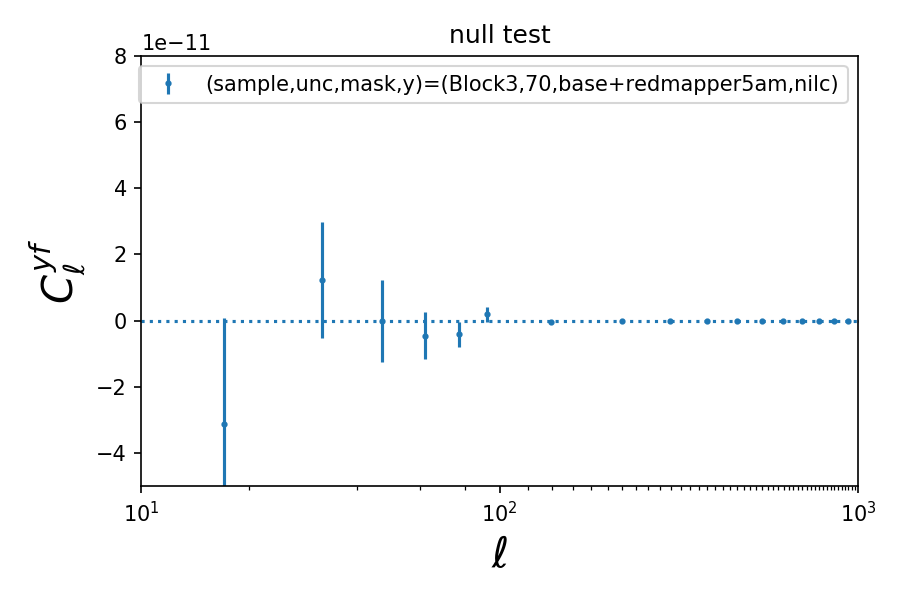 null test
1e−11
(sample,unc,mask,y)=(Block3,70,base+redmapper5am,nilc)
8
6
4
2
0
−2
−4
C_ℓ^{yf}
10^1
10^2
10^3
ℓ